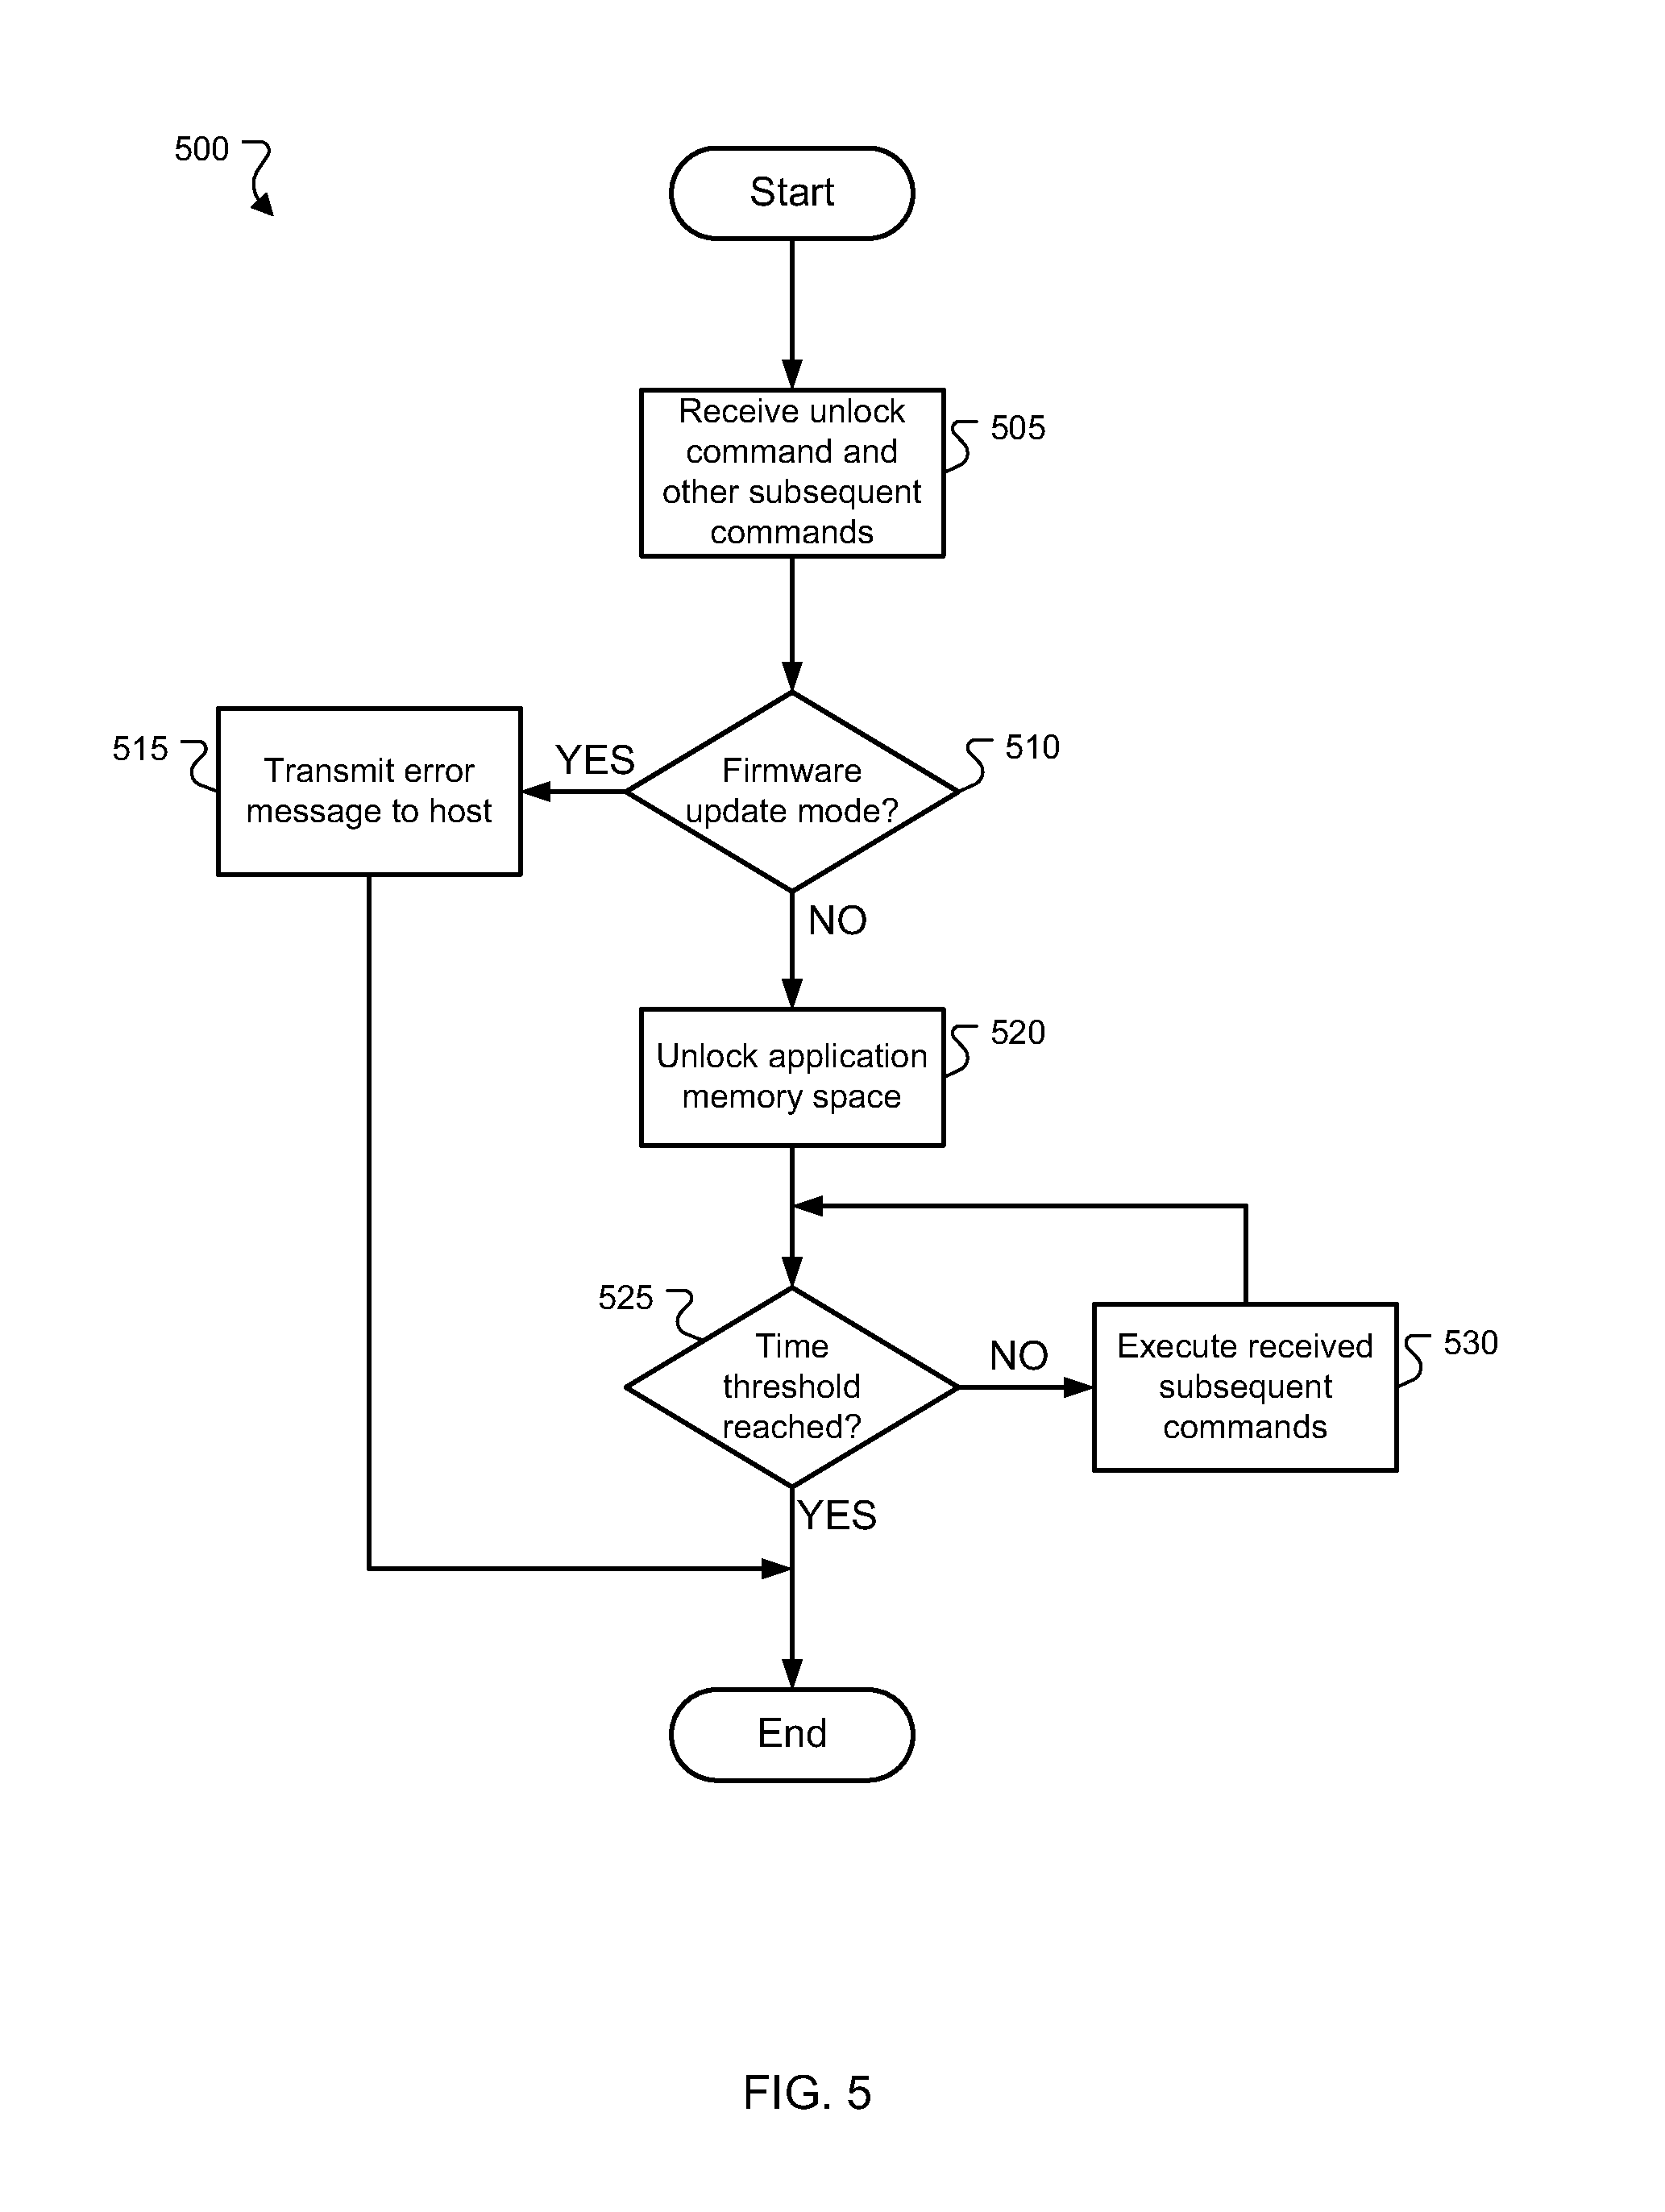 500
Start
Receive unlock
command and
other subsequent
commands
505
515
Transmit error
message to host
YES
Firmware
update mode?
510
NO
Unlock application
memory space
520
525
Time
threshold
reached?
NO
Execute received
subsequent
commands
530
YES
End
FIG. 5